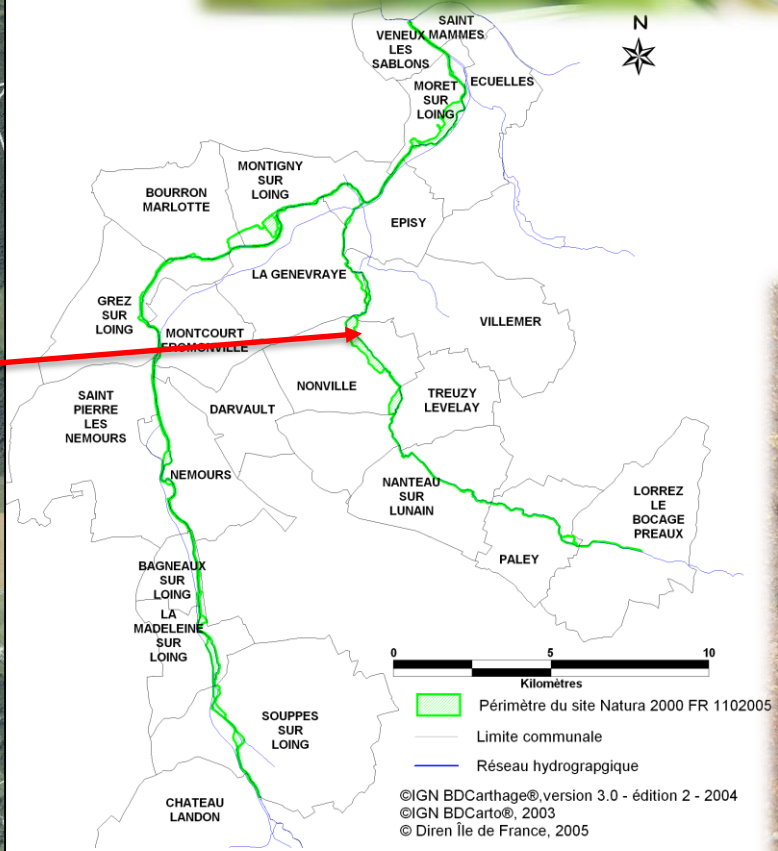 SAINT
MAMMES
VENEUX
LES
SABLONS
N
MORET
SUR
LOING
ECUELLES
MONTIGNY
SUR
LOING
BOURRON
MARLOTTE
EPISY
LA GENEVRAYE
GREZ
SUR
LOING
MONTCOURT
FROMONVILLE
VILLEMER
SAINT
PIERRE
LES
NEMOURS
DARVAULT
NONVILLE
TREUZY
LEVELAY
NEMOURS
NANTEAU
SUR
LUNAIN
LORREZ
LE
BOCAGE
PREAUX
PALEY
BAGNEAUX
SUR
LOING
LA
MADELEINE
SUR
LOING
SOUPPES
SUR
LOING
CHATEAU
LANDON
0 5 10
Kilomètres
Périmètre du site Natura 2000 FR 1102005
Limite communale
Réseau hydrograpgique
©IGN BDCarthage®,version 3.0 - édition 2 - 2004
©IGN BDCarto®, 2003
© Diren Île de France, 2005